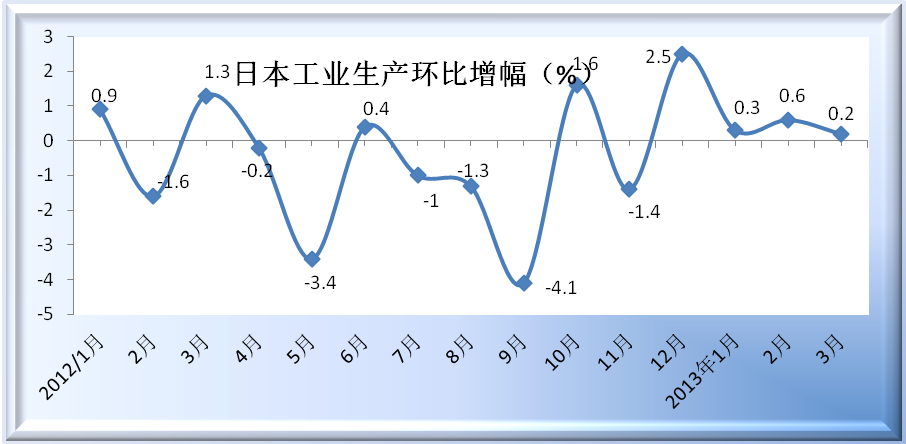 日本工业生产环比增幅（%）
3
2
1
0
-1
-2
-3
-4
-5
0.9
-1.6
1.3
-0.2
-3.4
0.4
-1
-1.3
-4.1
1.6
-1.4
2.5
0.3
0.6
0.2
2012/1月
2月
3月
4月
5月
6月
7月
8月
9月
10月
11月
12月
2013年1月
2月
3月